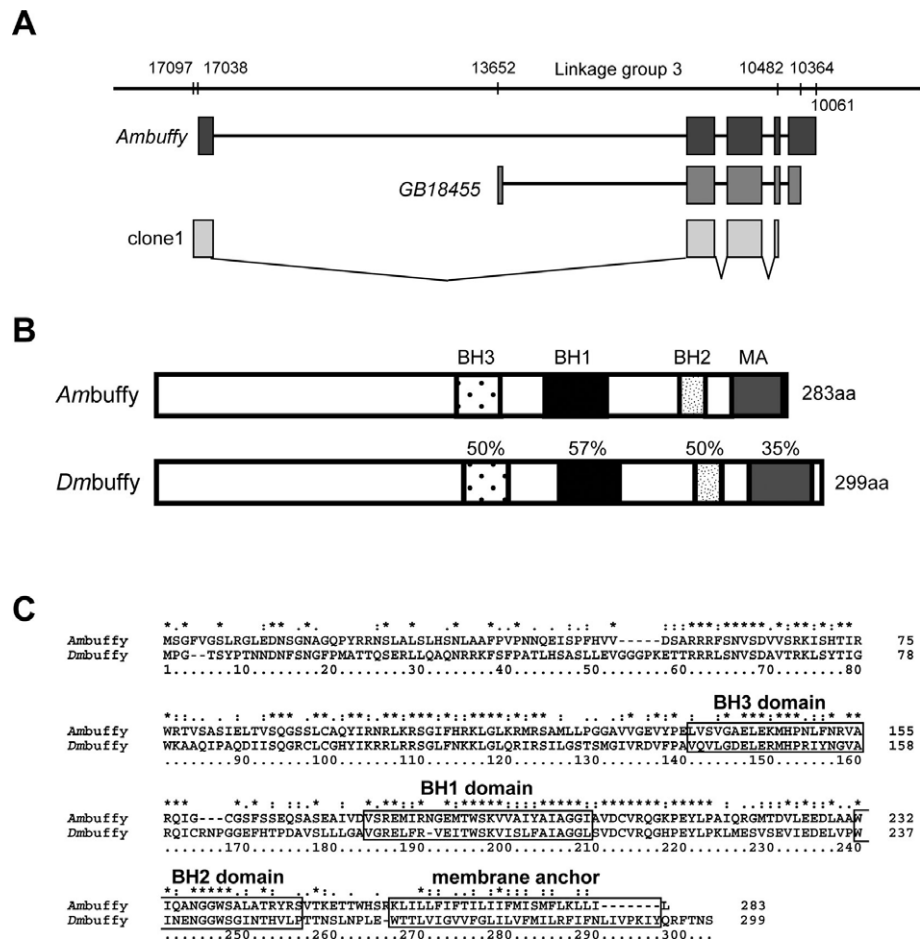 A
17097 17038 13652 Linkage group 3 10482 10364
10061
Ambuffy
GB18455
clone1
B
BH3 BH1 BH2 MA
Ambuffy 283aa
50% 57% 50% 35%
Dmbuffy 299aa
C
Ambuffy MSGFVGSLRGLEDNSGNAGQPYRRNSLALSLHSNLAAFPVPNNQEISPFHVV-----DSARRRFSNVSDVVSRKISHTIR 75
Dmbuffy MPG--TSYPTNNDNFSNGFPMATTQSERLLQAQNRRKFSFPATLHSASLLEVGGGPKETTRRRLSNVSDAVTRKLSYTIG 78
1........10........20........30........40........50........60........70........80
BH3 domain
Ambuffy WRTVSASIELTVSQGSSLCAQYIRNRLKRSGIFHRKLGLKRMRSAMLLPGGAVVGEVYPELVSVGAELEKMHPNLFNRVA 155
Dmbuffy WKAAQIPAQDIISQGRCLCGHYIKRRLRRSGLFNKKLGLQRIRSILGSTSMGIVRDVFPAVQVLGDELERMHPRIYNGVA 158
.........90.......100.......110.......120.......130.......140.......150.......160
BH1 domain
Ambuffy RQIG---CGSFSSEQSASEAIVDVSREMIRNGEMTWSKVVAIYAIAGGIAVDCVRQGKPEYLPAIQRGMTDVLEEDLAAW 232
Dmbuffy RQICRNPGGEFHTPDAVSLLLGAVGRELFR-VEITWSKVISLFAIAGGLSVDCVRQGHPEYLPKLMESVSEVIEDELVPW 237
........170.......180.......190.......200.......210.......220.......230.......240
BH2 domain membrane anchor
Ambuffy IQANGGWSALATRYRSVTKETTWHSRKLILLFIFTILIIFMISMFLKLLI-------L 283
Dmbuffy INENGGWSGINTHVLPTTNSLNPLE-WTTLVIGVVFGLILVFMILRFIFNLIVPKIYQRFTNS 299
........250.......260.......270.......280.......290.......300...